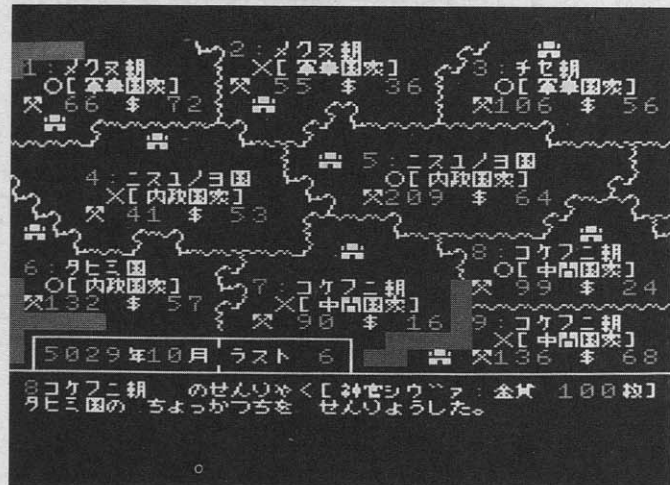 1:メクス朝
○[軍事国家]
66 $ 72
2:メクス朝
×[軍事国家]
55 $ 36
3:チセ朝
○[軍事国家]
106 $ 56
4:ニスユノヨ国
×[内政国家]
41 $ 53
5:ニスユノヨ国
○[内政国家]
209 $ 64
6:タヒミ国
○[内政国家]
132 $ 57
7:コケフニ朝
×[中間国家]
90 $ 16
8:コケフニ朝
○[中間国家]
99 $ 24
9:コケフニ朝
×[中間国家]
136 $ 68
5029年10月 ラスト 6
8コケフニ朝 のせんりゃく[神官シヴァ:金貨 100枚]
タヒミ国の ちょっかつちを せんりょうした。